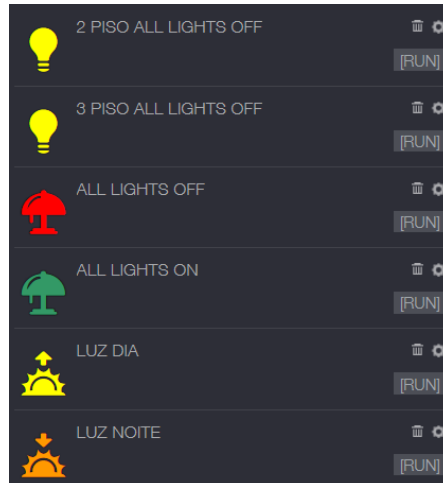 2 PISO ALL LIGHTS OFF
[RUN]
3 PISO ALL LIGHTS OFF
[RUN]
ALL LIGHTS OFF
[RUN]
ALL LIGHTS ON
[RUN]
LUZ DIA
[RUN]
LUZ NOITE
[RUN]